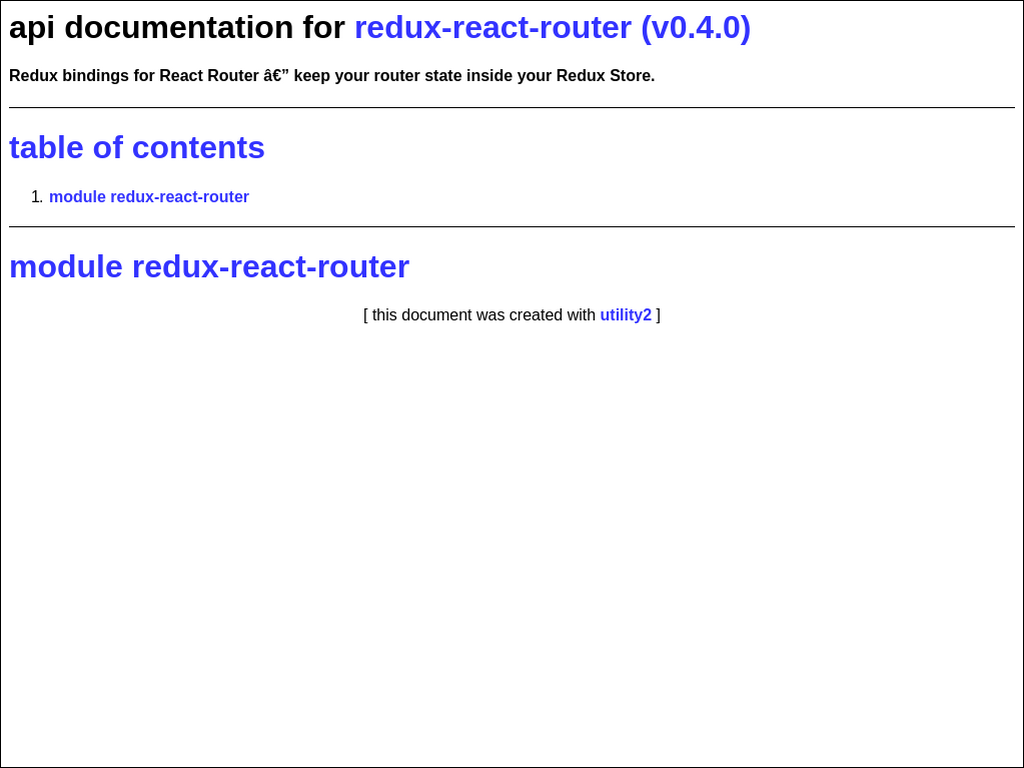 api documentation for redux-react-router (v0.4.0)
Redux bindings for React Router â€” keep your router state inside your Redux Store.
table of contents
1. module redux-react-router
module redux-react-router
[ this document was created with utility2 ]